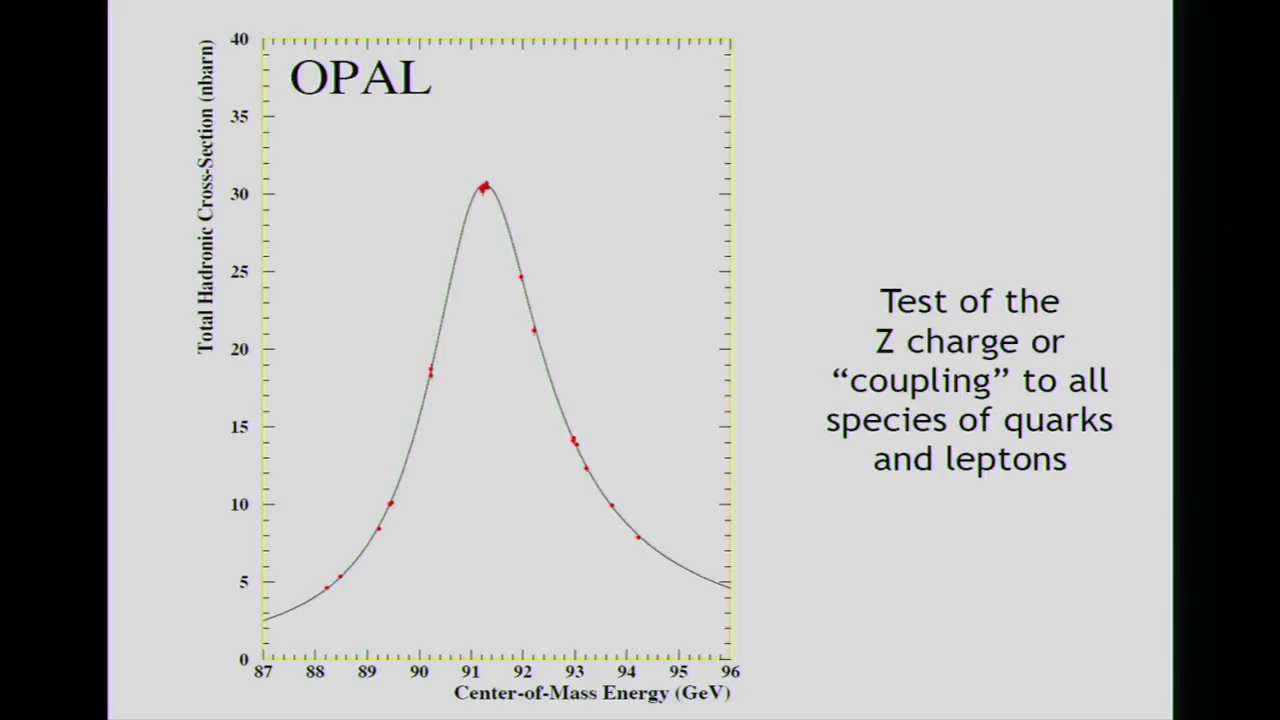 OPAL
Total Hadronic Cross-Section (nbarn)
40
35
30
25
20
15
10
5
0
87 88 89 90 91 92 93 94 95 96
Center-of-Mass Energy (GeV)
Test of the
Z charge or
“coupling” to all
species of quarks
and leptons